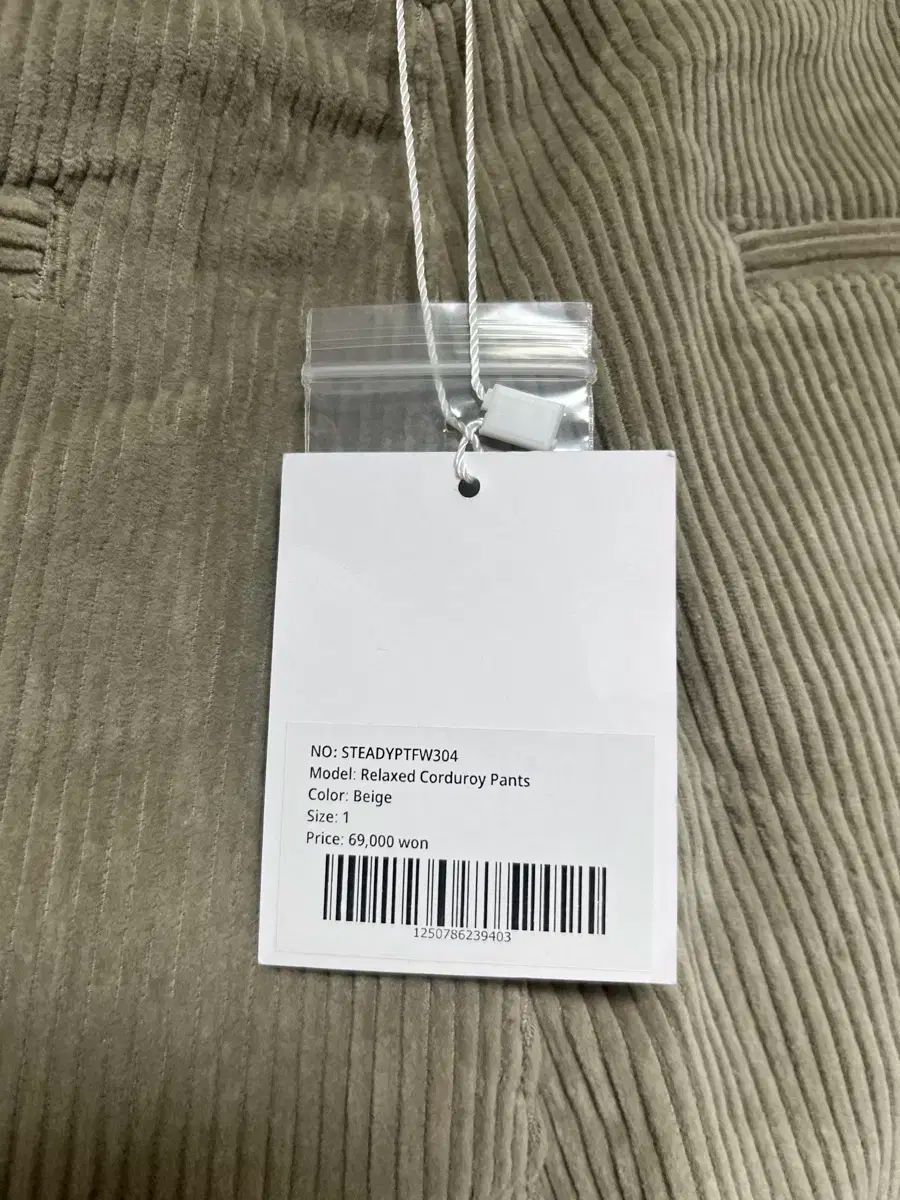 NO: STEADYPTFW304
Model: Relaxed Corduroy Pants
Color: Beige
Size: 1
Price: 69,000 won
1250786239403